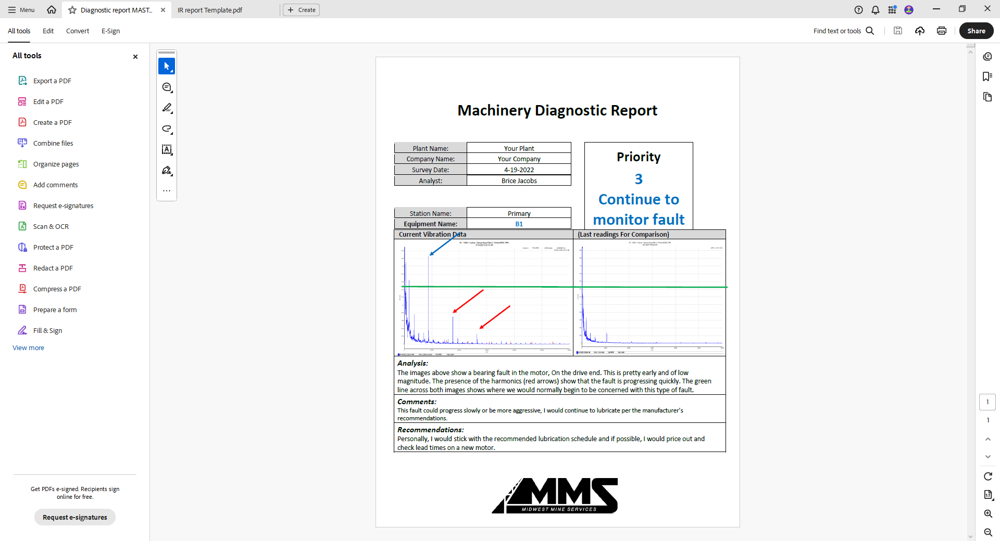 Menu
Diagnostic report MAST...
IR report Template.pdf
Create
All tools
Edit
Convert
E-Sign
Find text or tools
Share
All tools
Export a PDF
Edit a PDF
Create a PDF
Combine files
Organize pages
Add comments
Request e-signatures
Scan & OCR
Protect a PDF
Redact a PDF
Compress a PDF
Prepare a form
Fill & Sign
View more
Get PDFs e-signed. Recipients sign
online for free.
Request e-signatures
Machinery Diagnostic Report
Plant Name: Your Plant
Company Name: Your Company
Survey Date: 4-19-2022
Analyst: Brice Jacobs
Priority
3
Continue to
monitor fault
Station Name: Primary
Equipment Name: B1
Current Vibration Data
(Last readings For Comparison)
Analysis:
The images above show a bearing fault in the motor, On the drive end. This is pretty early and of low
magnitude. The presence of the harmonics (red arrows) show that the fault is progressing quickly. The green
line across both images shows where we would normally begin to be concerned with this type of fault.
Comments:
This fault could progress slowly or be more aggressive, I would continue to lubricate per the manufacturer's
recommendations.
Recommendations:
Personally, I would stick with the recommended lubrication schedule and if possible, I would price out and
check lead times on a new motor.
MMS
MIDWEST MINE SERVICES
1
1
1:1